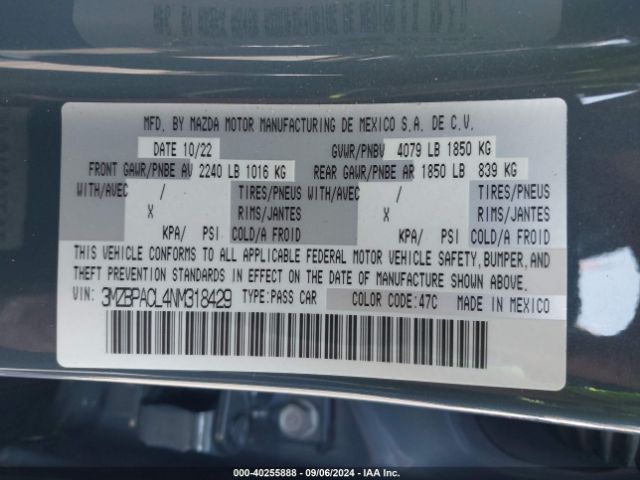 MFD. BY MAZDA MOTOR MANUFACTURING DE MEXICO S.A. DE C.V.
DATE 10/22 GVWR/PNBV 4079 LB 1850 KG
FRONT GAWR/PNBE AV 2240 LB 1016 KG REAR GAWR/PNBE AR 1850 LB 839 KG
WITH/AVEC / TIRES/PNEUS WITH/AVEC / TIRES/PNEUS
X RIMS/JANTES X RIMS/JANTES
KPA/ PSI COLD/A FROID KPA/ PSI COLD/A FROID
THIS VEHICLE CONFORMS TO ALL APPLICABLE FEDERAL MOTOR VEHICLE SAFETY, BUMPER, AND
THEFT PREVENTION STANDARDS IN EFFECT ON THE DATE OF MANUFACTURE SHOWN ABOVE.
VIN: 3MZBPACL4NM318429 TYPE:PASS CAR COLOR CODE:47C MADE IN MEXICO
000-40255888 - 09/06/2024 - IAA Inc.